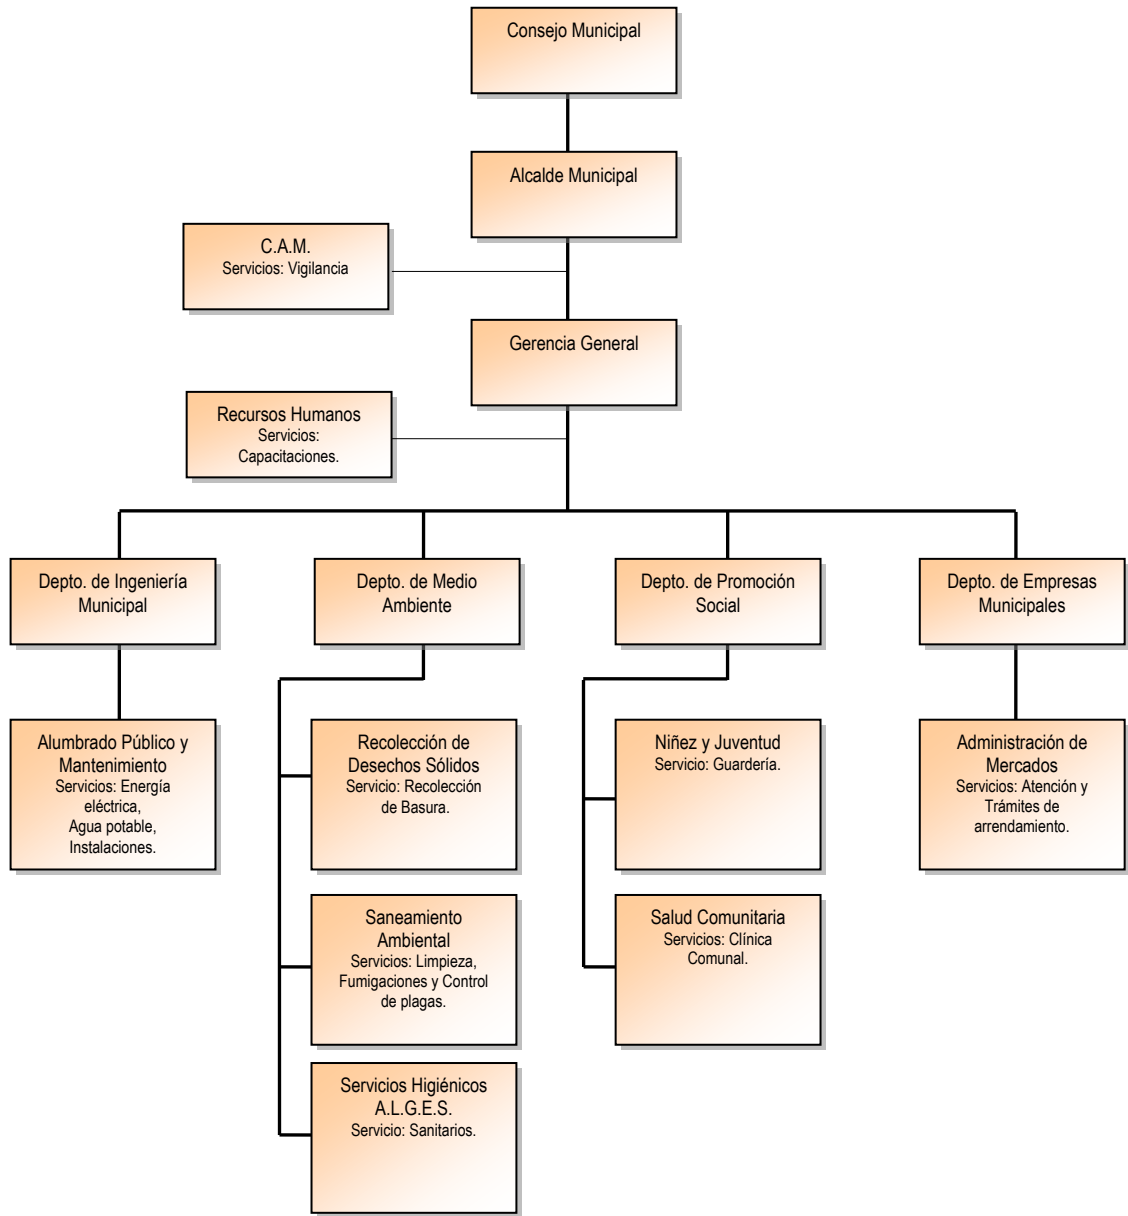 Consejo Municipal
Alcalde Municipal
C.A.M.
Servicios: Vigilancia
Gerencia General
Recursos Humanos
Servicios:
Capacitaciones.
Depto. de Ingeniería
Municipal
Depto. de Medio
Ambiente
Depto. de Promoción
Social
Depto. de Empresas
Municipales
Alumbrado Público y
Mantenimiento
Servicios: Energía
eléctrica,
Agua potable,
Instalaciones.
Recolección de
Desechos Sólidos
Servicio: Recolección
de Basura.
Niñez y Juventud
Servicio: Guardería.
Administración de
Mercados
Servicios: Atención y
Trámites de
arrendamiento.
Saneamiento
Ambiental
Servicios: Limpieza,
Fumigaciones y Control
de plagas.
Salud Comunitaria
Servicios: Clínica
Comunal.
Servicios Higiénicos
A.L.G.E.S.
Servicio: Sanitarios.